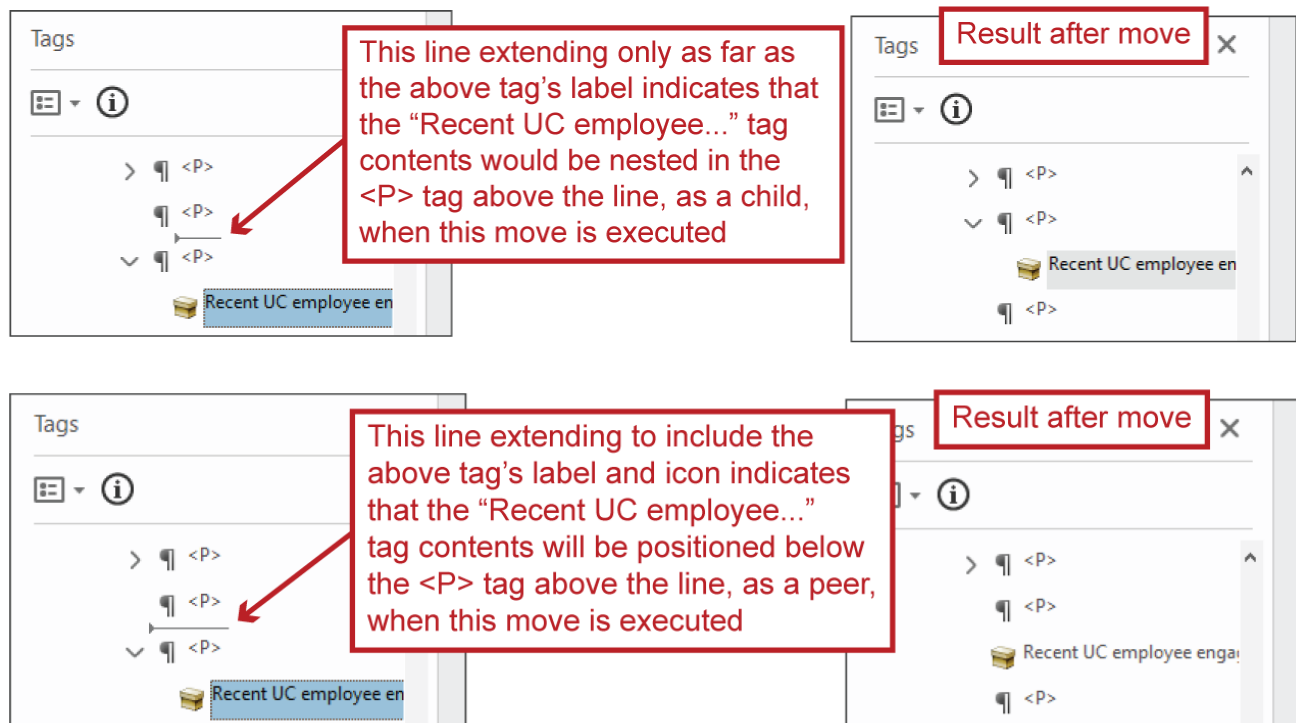 Tags
This line extending only as far as
the above tag's label indicates that
the “Recent UC employee...” tag
contents would be nested in the
<P> tag above the line, as a child,
when this move is executed
<P>
<P>
<P>
Recent UC employee en
Tags
Result after move
<P>
<P>
Recent UC employee en
<P>
Tags
This line extending to include the
above tag's label and icon indicates
that the “Recent UC employee...”
tag contents will be positioned below
the <P> tag above the line, as a peer,
when this move is executed
<P>
<P>
<P>
Recent UC employee en
gs
Result after move
<P>
<P>
Recent UC employee enga
<P>